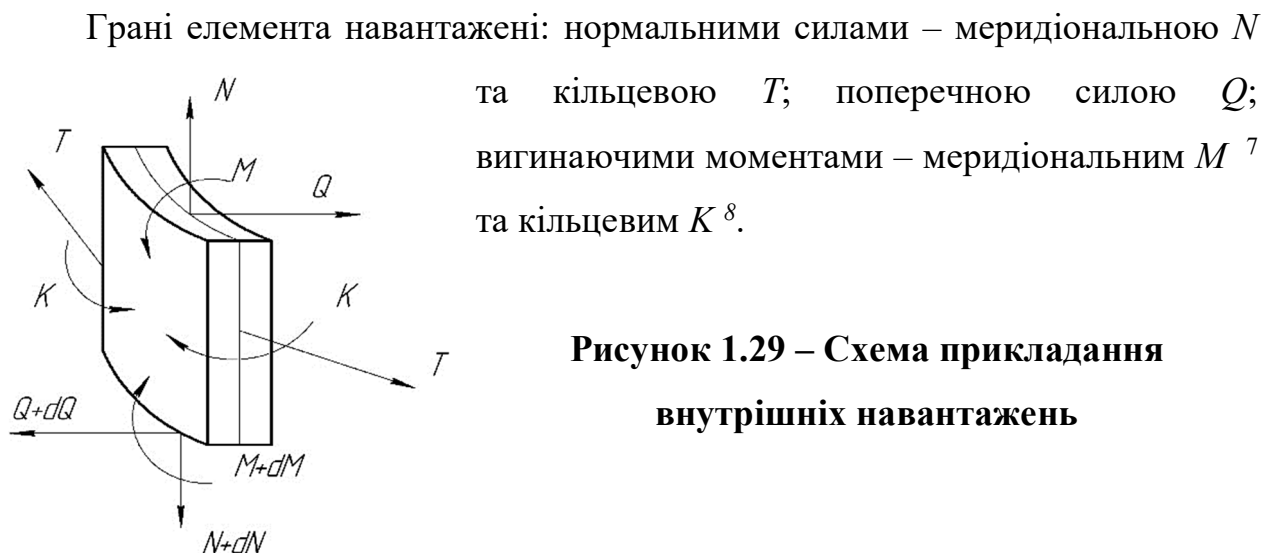 Грані елемента навантажені: нормальними силами – меридіональною N
та кільцевою T; поперечною силою Q;
вигинаючими моментами – меридіональним M 7
та кільцевим K 8.
N
T
M
Q
K
K
T
Q+dQ
M+dM
N+dN
Рисунок 1.29 – Схема прикладання
внутрішніх навантажень